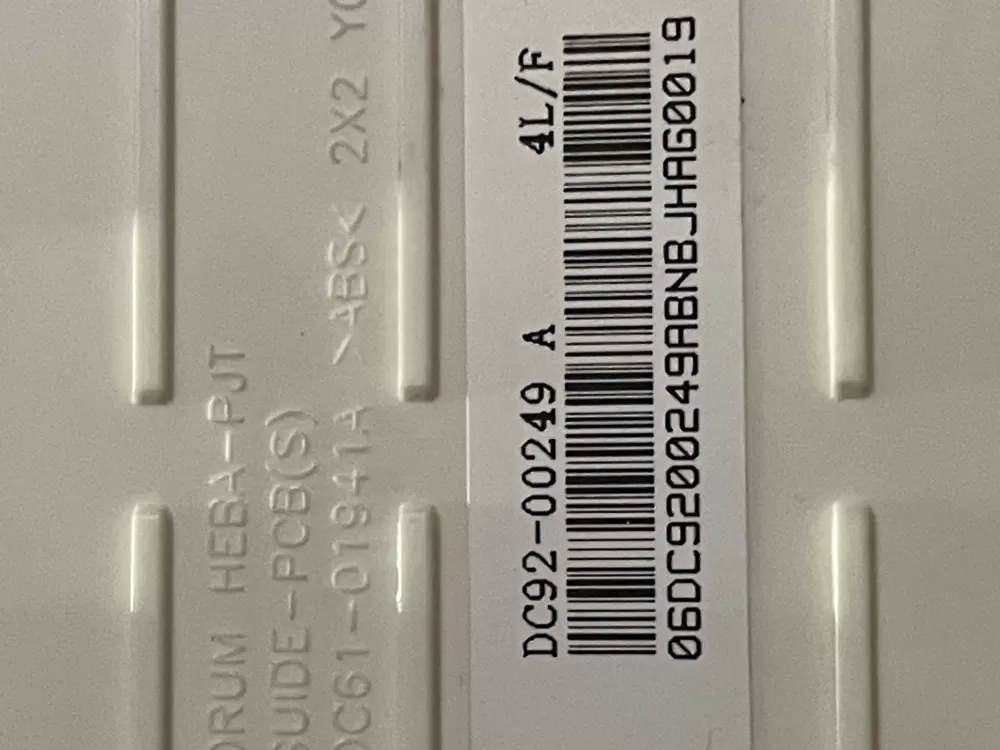 DRUM HEBA-PJT
GUIDE-PCB(S)
DC61-01941A >ABS< 2X2
DC92-00249 A 4L/F
06DC9200249ABNBJHAG0019